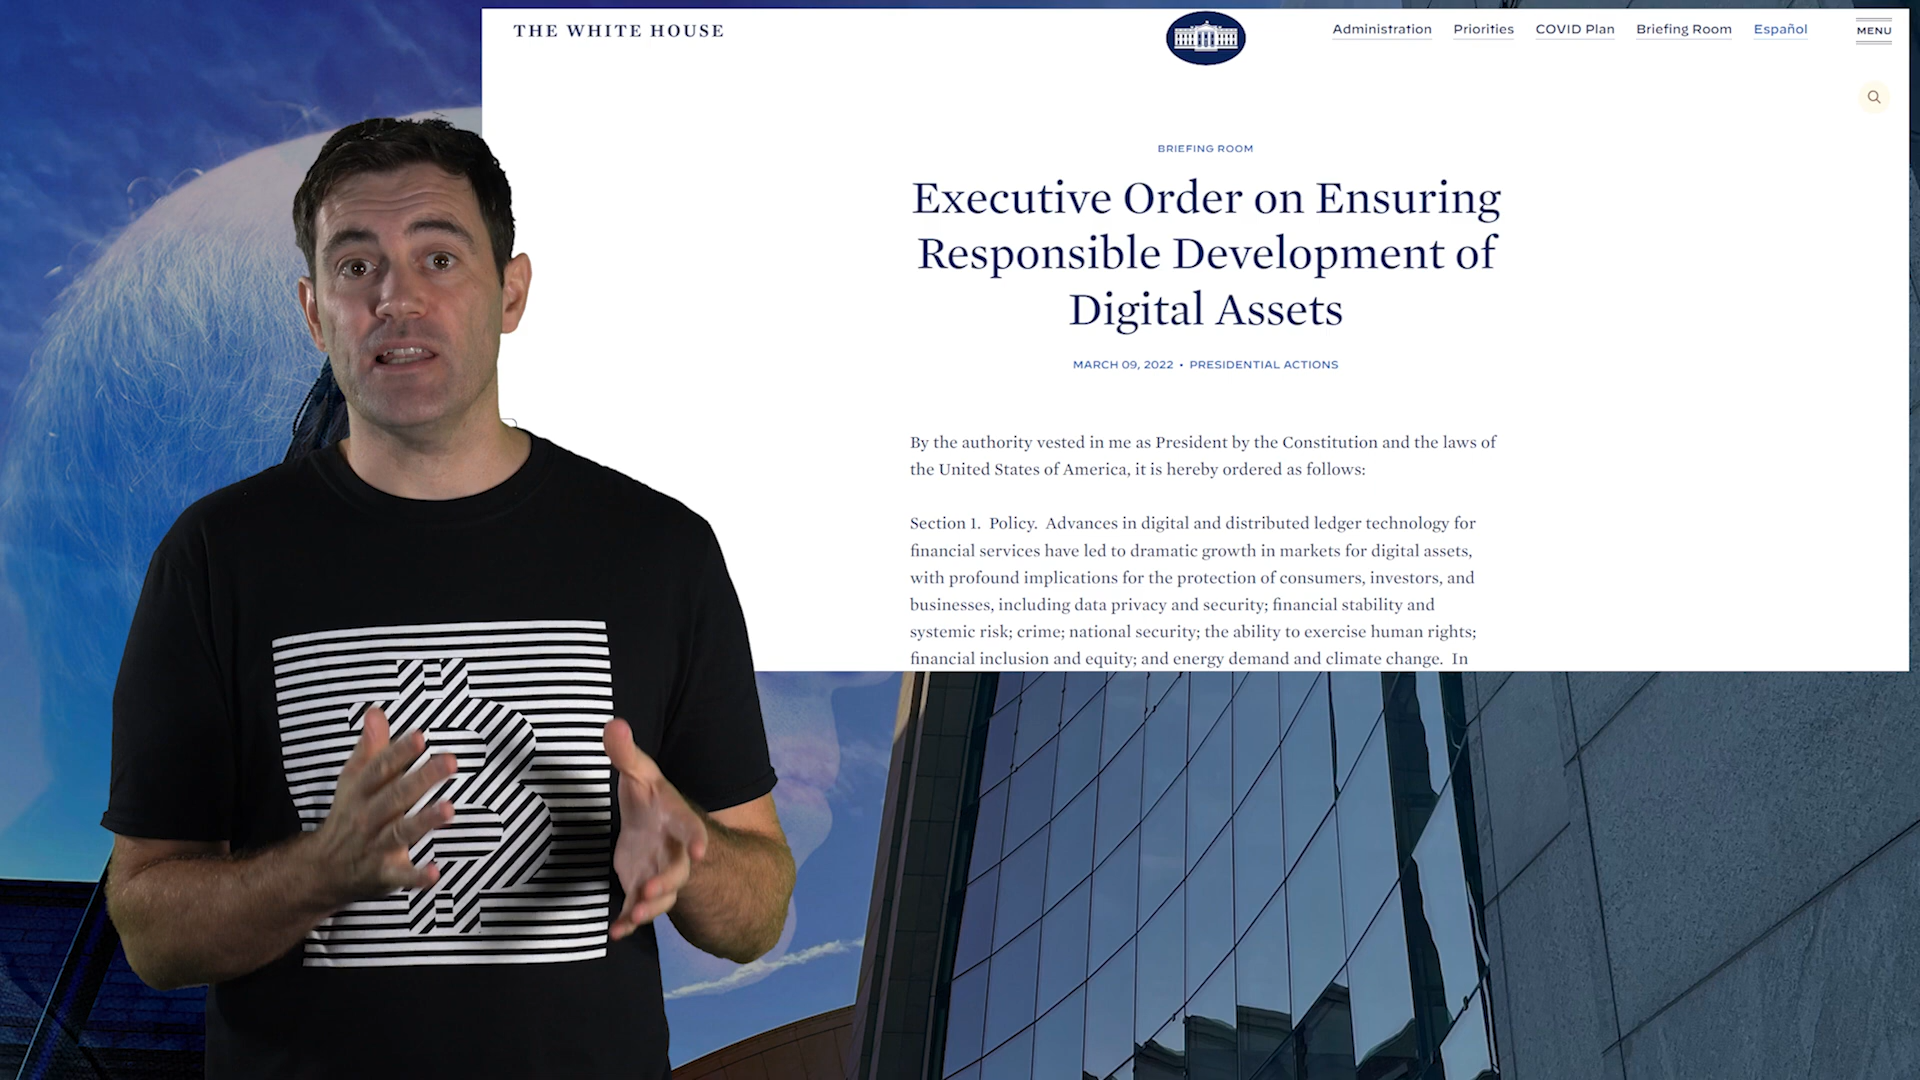 THE WHITE HOUSE
Administration Priorities COVID Plan Briefing Room Español MENU
BRIEFING ROOM
Executive Order on Ensuring
Responsible Development of
Digital Assets
MARCH 09, 2022 • PRESIDENTIAL ACTIONS
By the authority vested in me as President by the Constitution and the laws of
the United States of America, it is hereby ordered as follows:
Section 1.  Policy.  Advances in digital and distributed ledger technology for
financial services have led to dramatic growth in markets for digital assets,
with profound implications for the protection of consumers, investors, and
businesses, including data privacy and security; financial stability and
systemic risk; crime; national security; the ability to exercise human rights;
financial inclusion and equity; and energy demand and climate change.  In